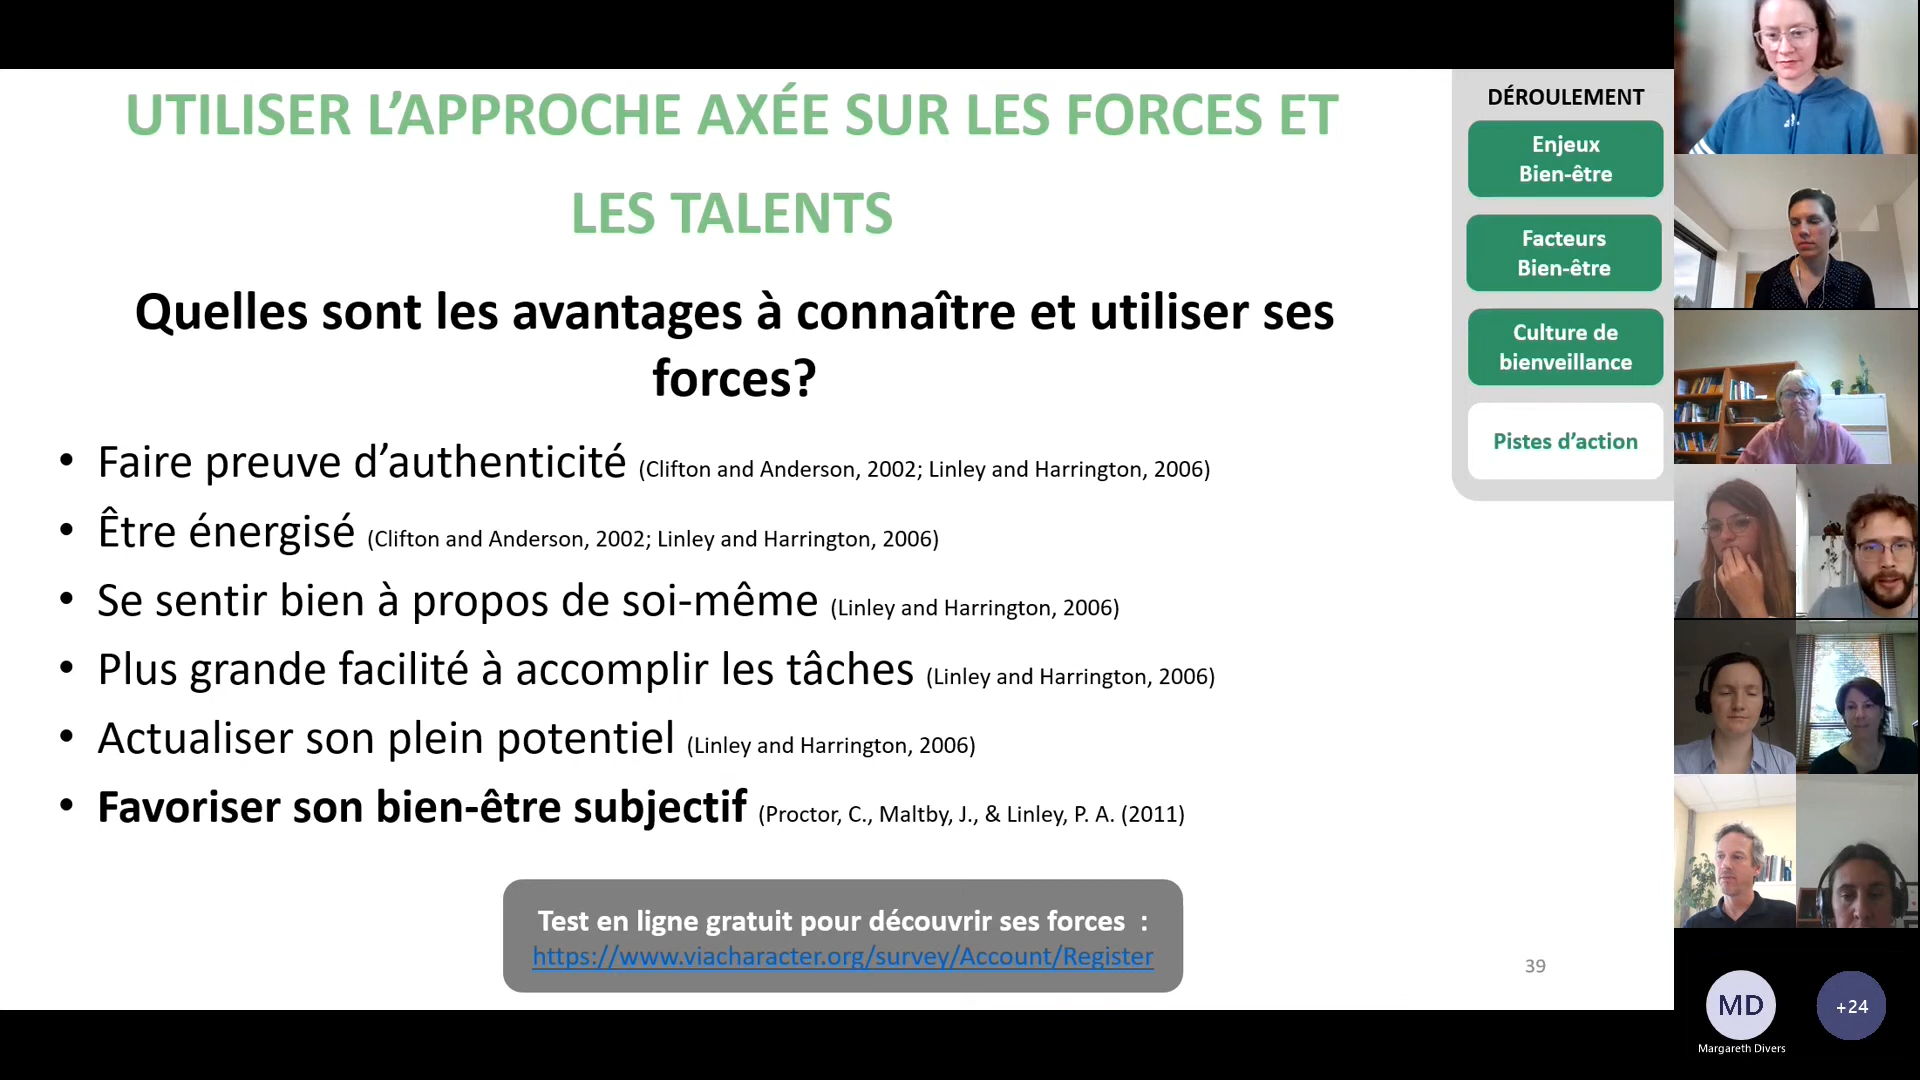 UTILISER L’APPROCHE AXÉE SUR LES FORCES ET
LES TALENTS
Quelles sont les avantages à connaître et utiliser ses
forces?
• Faire preuve d’authenticité (Clifton and Anderson, 2002; Linley and Harrington, 2006)
• Être énergisé (Clifton and Anderson, 2002; Linley and Harrington, 2006)
• Se sentir bien à propos de soi-même (Linley and Harrington, 2006)
• Plus grande facilité à accomplir les tâches (Linley and Harrington, 2006)
• Actualiser son plein potentiel (Linley and Harrington, 2006)
• Favoriser son bien-être subjectif (Proctor, C., Maltby, J., & Linley, P. A. (2011)
Test en ligne gratuit pour découvrir ses forces :
https://www.viacharacter.org/survey/Account/Register
39
DÉROULEMENT
Enjeux
Bien-être
Facteurs
Bien-être
Culture de
bienveillance
Pistes d’action
MD
+24
Margareth Divers